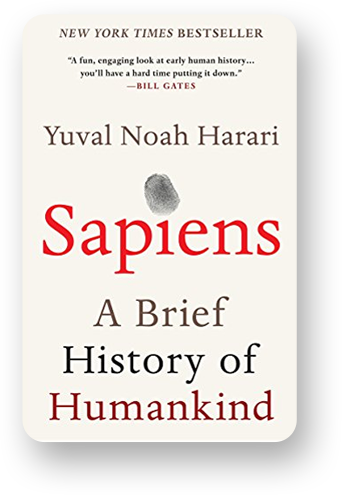 NEW YORK TIMES BESTSELLER
“A fun, engaging look at early human history…
you’ll have a hard time putting it down.”
—BILL GATES
Yuval Noah Harari
Sapiens
A Brief
History of
Humankind